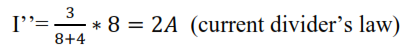 I’’= 3/(8+4) * 8 = 2A (current divider’s law)